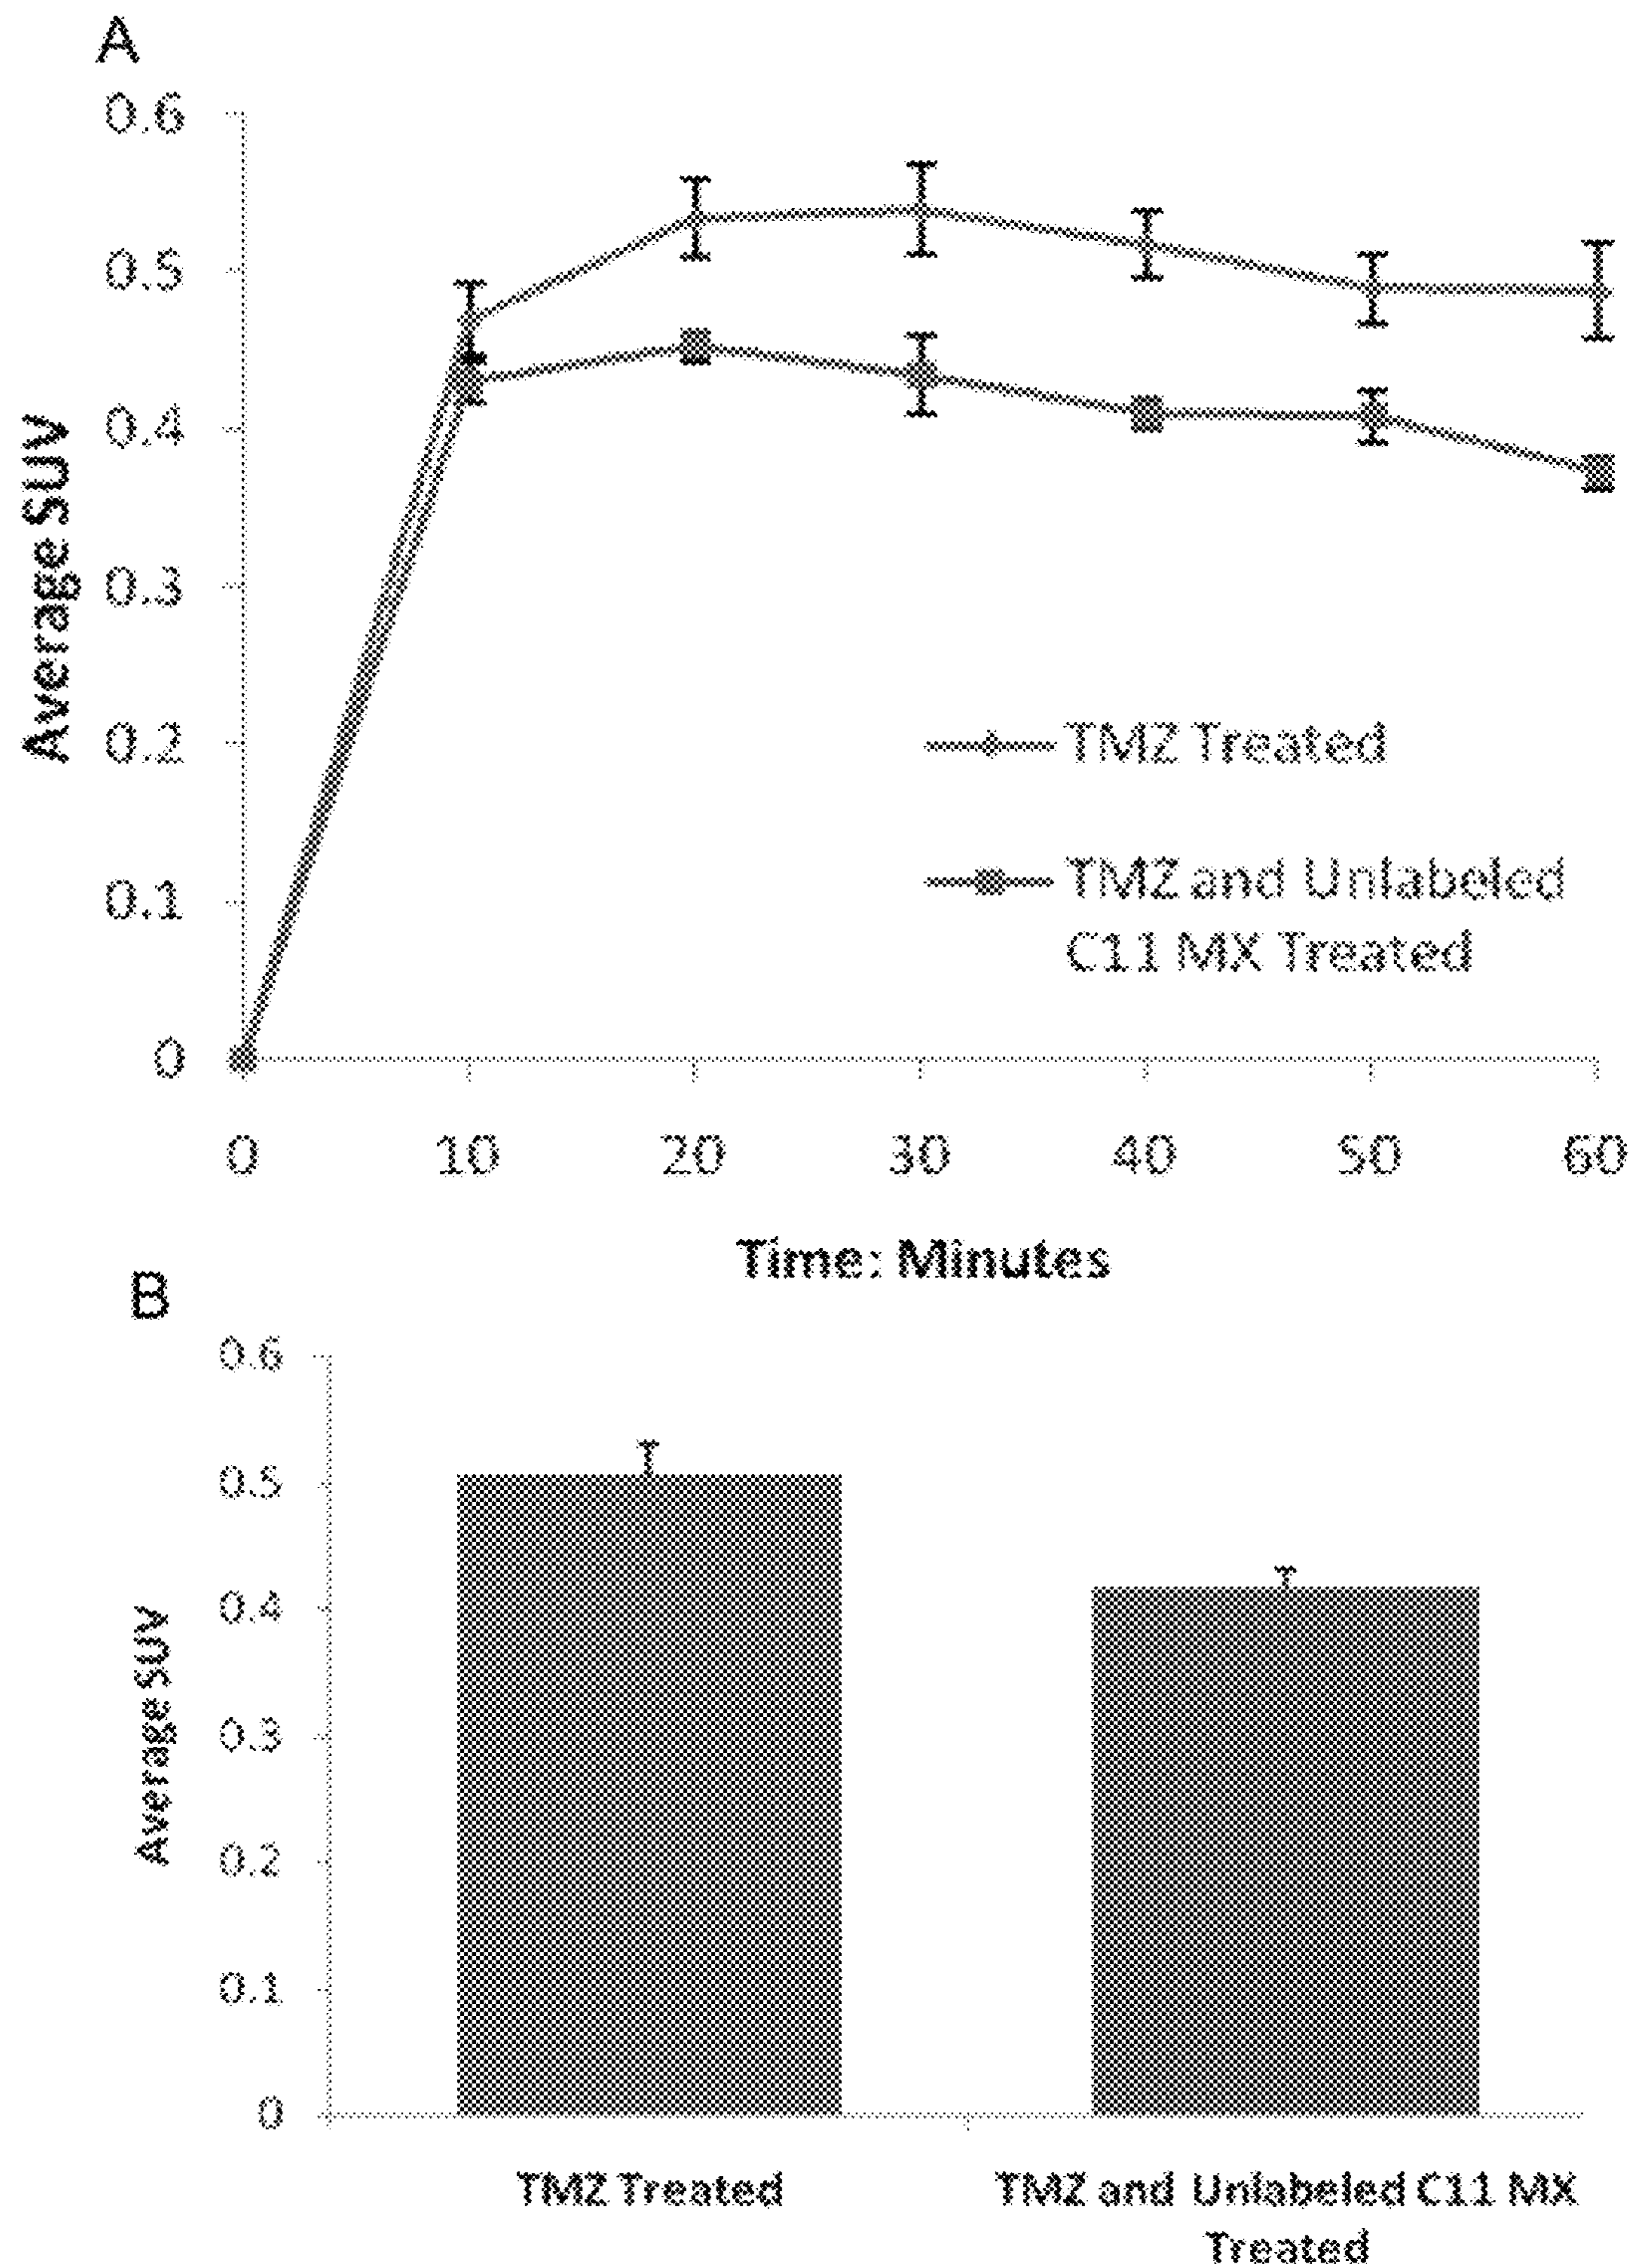 A
0.6
0.5
0.4
0.3
0.2
0.1
0
Average SUV
TMZ Treated
TMZ and Unlabeled
C11 MX Treated
0 10 20 30 40 50 60
Time: Minutes
B
0.6
0.5
0.4
0.3
0.2
0.1
0
Average SUV
TMZ Treated
TMZ and Unlabeled C11 MX
Treated